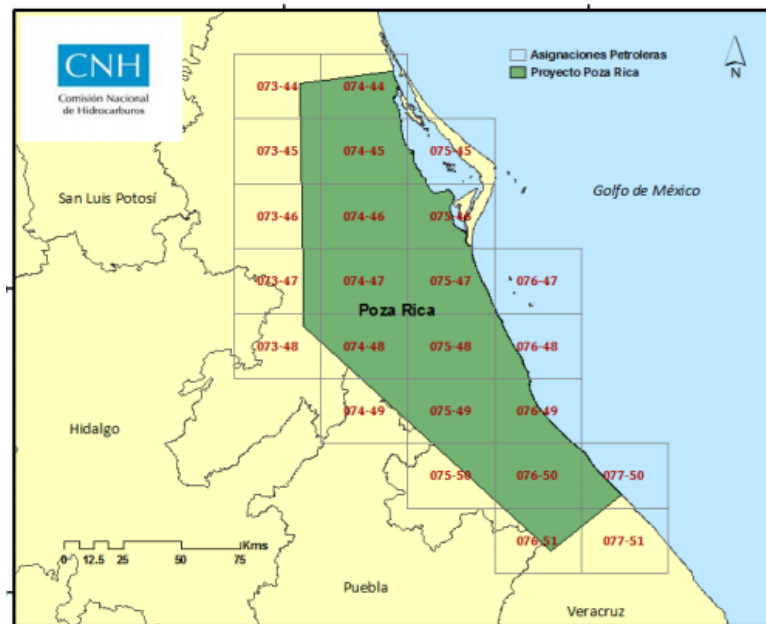 CNH
Comisión Nacional
de Hidrocarburos
Asignaciones Petroleras
Proyecto Poza Rica
N
073-44
074-44
073-45
074-45
075-45
San Luis Potosí
Golfo de México
073-46
074-46
075-46
073-47
074-47
075-47
076-47
Poza Rica
073-48
074-48
075-48
076-48
074-49
075-49
076-49
Hidalgo
075-50
076-50
077-50
076-51
077-51
Kms
0 12.5 25 50 75
Puebla
Veracruz